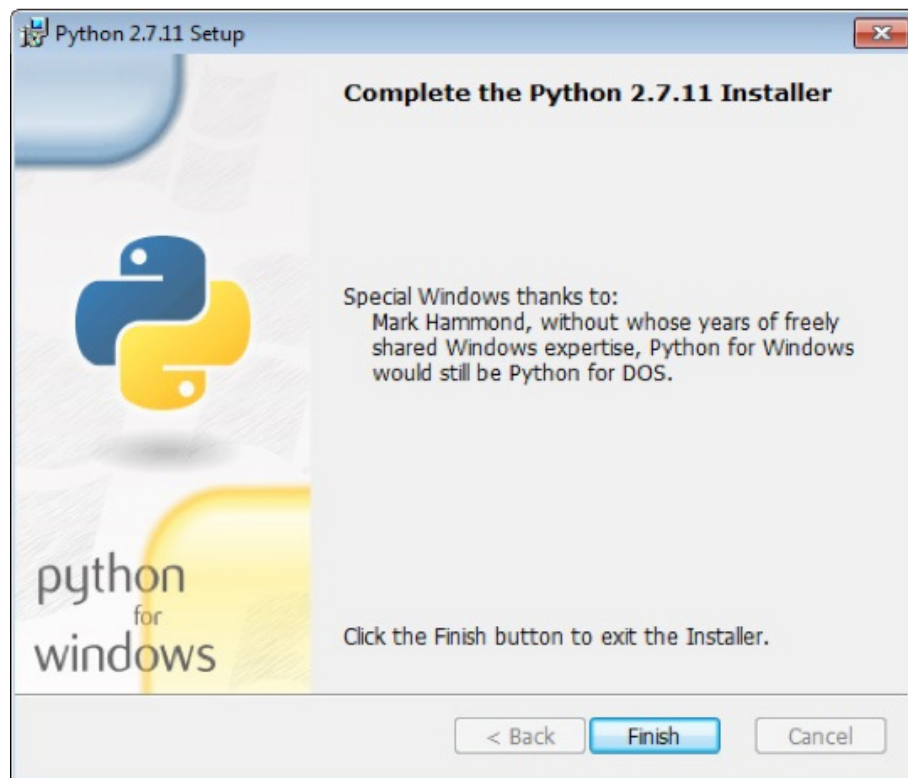 Python 2.7.11 Setup
Complete the Python 2.7.11 Installer
Special Windows thanks to:
Mark Hammond, without whose years of freely
shared Windows expertise, Python for Windows
would still be Python for DOS.
python
for
windows
Click the Finish button to exit the Installer.
< Back
Finish
Cancel